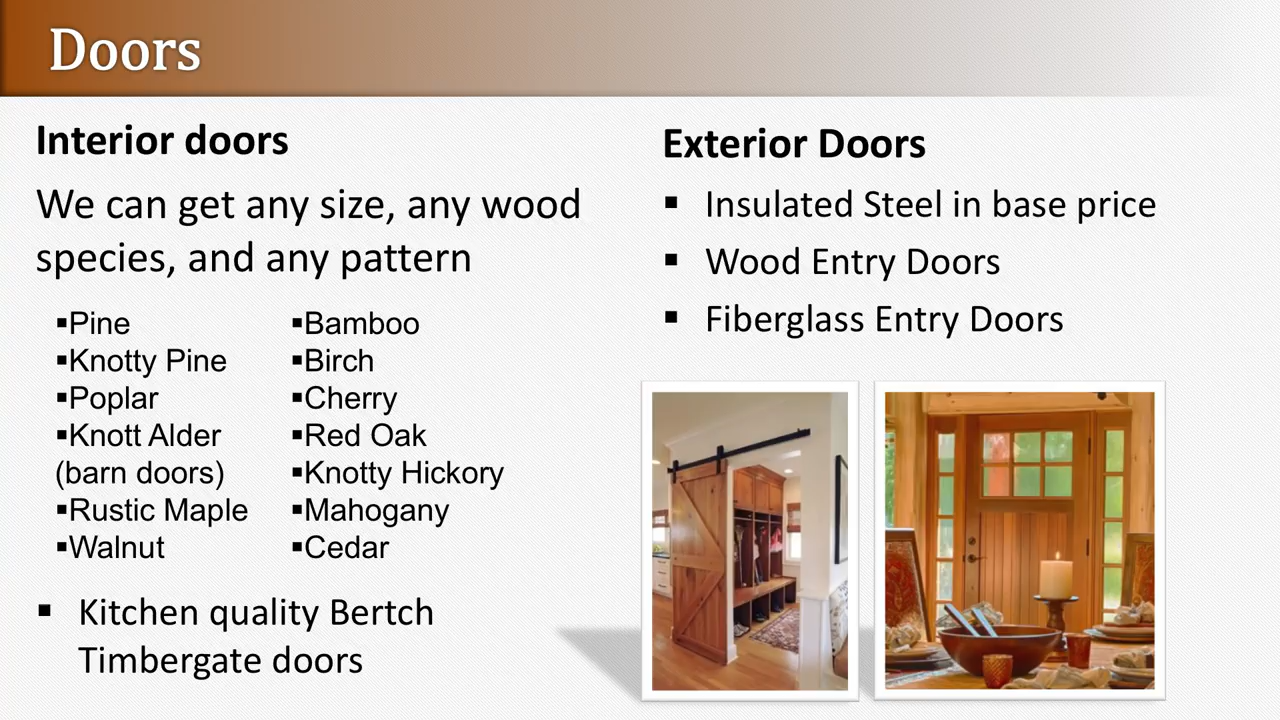 Doors
Interior doors
We can get any size, any wood
species, and any pattern
▪Pine
▪Knotty Pine
▪Poplar
▪Knott Alder
(barn doors)
▪Rustic Maple
▪Walnut
▪Bamboo
▪Birch
▪Cherry
▪Red Oak
▪Knotty Hickory
▪Mahogany
▪Cedar
▪ Kitchen quality Bertch
Timbergate doors
Exterior Doors
▪ Insulated Steel in base price
▪ Wood Entry Doors
▪ Fiberglass Entry Doors